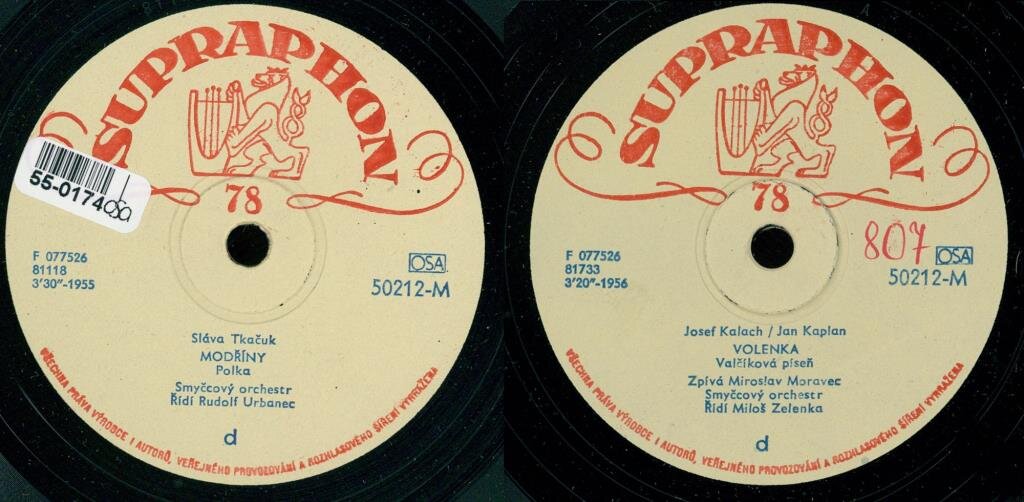 SUPRAPHON
55-0174 osa
78
F 077526
81118
3'30"-1955
OSA
50212-M
Sláva Tkačuk
MODŘÍNY
Polka
Smyčcový orchestr
Řídí Rudolf Urbanec
d
VŠECHNA PRÁVA VÝROBCE I AUTORŮ, VEŘEJNÉHO PROVOZOVÁNÍ A ROZHLASOVÉHO ŠÍŘENÍ VYHRAŽENA
SUPRAPHON
78
807
F 077526
81733
3'20"-1956
OSA
50212-M
Josef Kalach / Jan Kaplan
VOLENKA
Valčíková píseň
Zpívá Miroslav Moravec
Smyčcový orchestr
Řídí Miloš Zelenka
d
VŠECHNA PRÁVA VÝROBCE I AUTORŮ, VEŘEJNÉHO PROVOZOVÁNÍ A ROZHLASOVÉHO ŠÍŘENÍ VYHRAŽENA